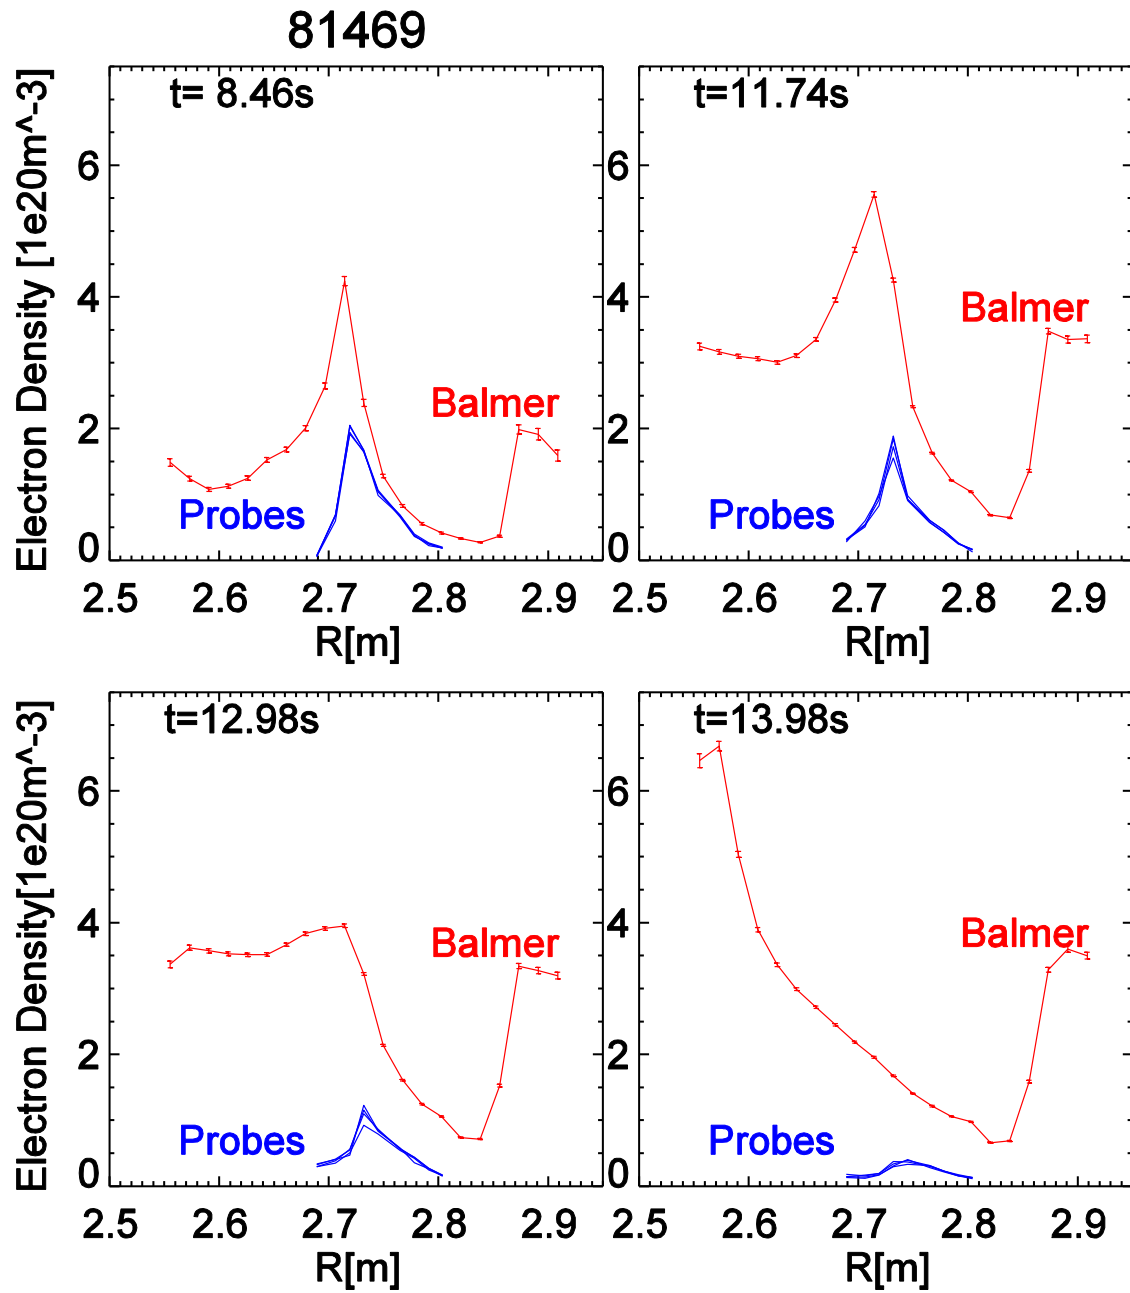 81469
t= 8.46s
Electron Density [1e20m^-3]
6
4
2
0
Balmer
Probes
2.5 2.6 2.7 2.8 2.9
R[m]
t=11.74s
6
4
2
0
Balmer
Probes
2.5 2.6 2.7 2.8 2.9
R[m]
t=12.98s
Electron Density[1e20m^-3]
6
4
2
0
Balmer
Probes
2.5 2.6 2.7 2.8 2.9
R[m]
t=13.98s
6
4
2
0
Balmer
Probes
2.5 2.6 2.7 2.8 2.9
R[m]